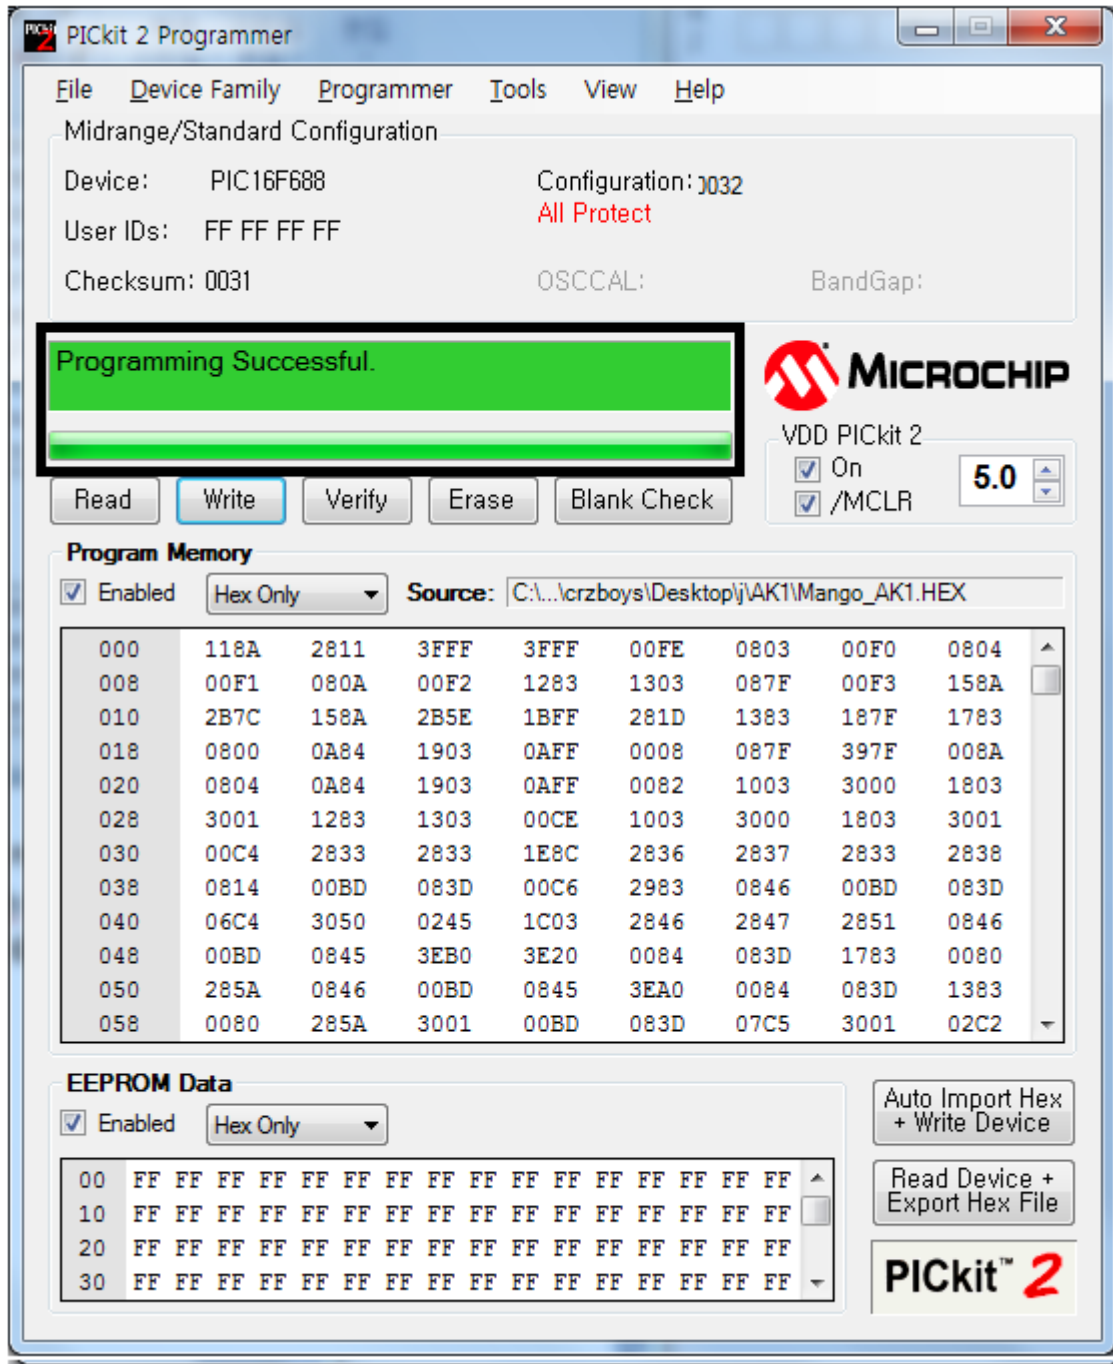 PICkit 2 Programmer
File Device Family Programmer Tools View Help
Midrange/Standard Configuration
Device: PIC16F688 Configuration: 0032
User IDs: FF FF FF FF All Protect
Checksum: 0031 OSCCAL: BandGap:
Programming Successful.
MICROCHIP
VDD PICkit 2
On 5.0
/MCLR
Read Write Verify Erase Blank Check
Program Memory
Enabled Hex Only Source: C:\...\crzboys\Desktop\j\AK1\Mango_AK1.HEX
000 118A 2811 3FFF 3FFF 00FE 0803 00F0 0804
008 00F1 080A 00F2 1283 1303 087F 00F3 158A
010 2B7C 158A 2B5E 1BFF 281D 1383 187F 1783
018 0800 0A84 1903 0AFF 0008 087F 397F 008A
020 0804 0A84 1903 0AFF 0082 1003 3000 1803
028 3001 1283 1303 00CE 1003 3000 1803 3001
030 00C4 2833 2833 1E8C 2836 2837 2833 2838
038 0814 00BD 083D 00C6 2983 0846 00BD 083D
040 06C4 3050 0245 1C03 2846 2847 2851 0846
048 00BD 0845 3EB0 3E20 0084 083D 1783 0080
050 285A 0846 00BD 0845 3EA0 0084 083D 1383
058 0080 285A 3001 00BD 083D 07C5 3001 02C2
EEPROM Data
Enabled Hex Only
00 FF FF FF FF FF FF FF FF FF FF FF FF FF FF FF FF
10 FF FF FF FF FF FF FF FF FF FF FF FF FF FF FF FF
20 FF FF FF FF FF FF FF FF FF FF FF FF FF FF FF FF
30 FF FF FF FF FF FF FF FF FF FF FF FF FF FF FF FF
Auto Import Hex
+ Write Device
Read Device +
Export Hex File
PICkit™ 2